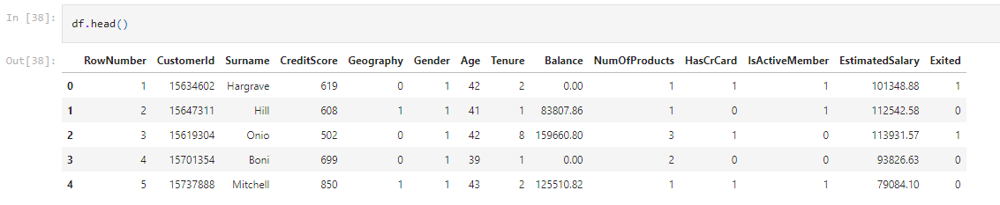 In [38]: df.head()
Out[38]: RowNumber CustomerId Surname CreditScore Geography Gender Age Tenure Balance NumOfProducts HasCrCard IsActiveMember EstimatedSalary Exited
0 1 15634602 Hargrave 619 0 1 42 2 0.00 1 1 1 101348.88 1
1 2 15647311 Hill 608 1 1 41 1 83807.86 1 0 1 112542.58 0
2 3 15619304 Onio 502 0 1 42 8 159660.80 3 1 0 113931.57 1
3 4 15701354 Boni 699 0 1 39 1 0.00 2 0 0 93826.63 0
4 5 15737888 Mitchell 850 1 1 43 2 125510.82 1 1 1 79084.10 0